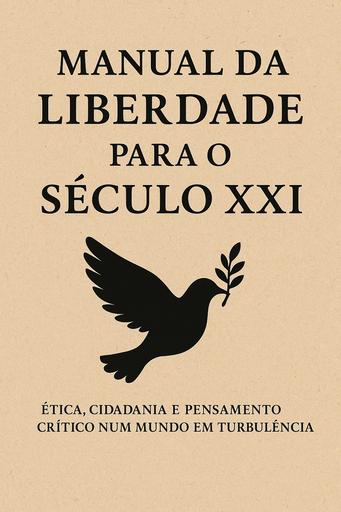 MANUAL DA
LIBERDADE
PARA O
SÉCULO XXI
ÉTICA, CIDADANIA E PENSAMENTO
CRÍTICO NUM MUNDO EM TURBULÊNCIA